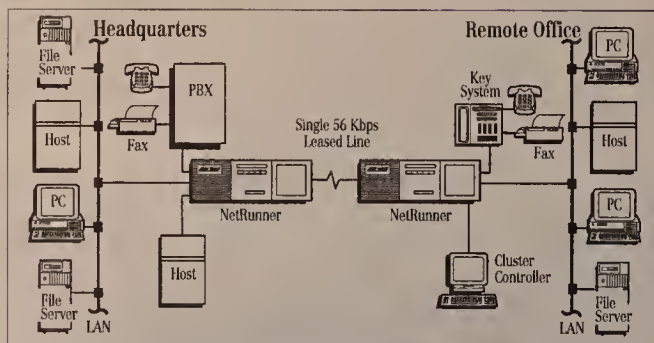 Headquarters
File
Server
Host
PC
File
Server
LAN
PBX
Fax
NetRunner
Host
Single 56 Kbps
Leased Line
Remote Office
Key
System
Fax
NetRunner
Cluster
Controller
PC
Host
PC
File
Server
LAN